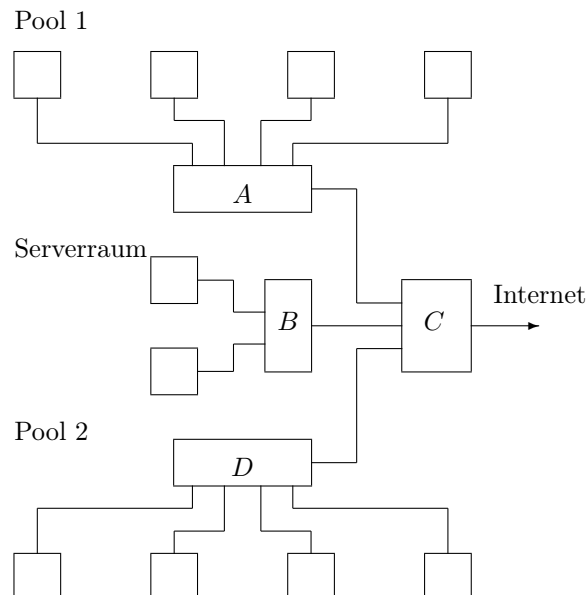 Pool 1
A
Serverraum
Internet
B
C
Pool 2
D